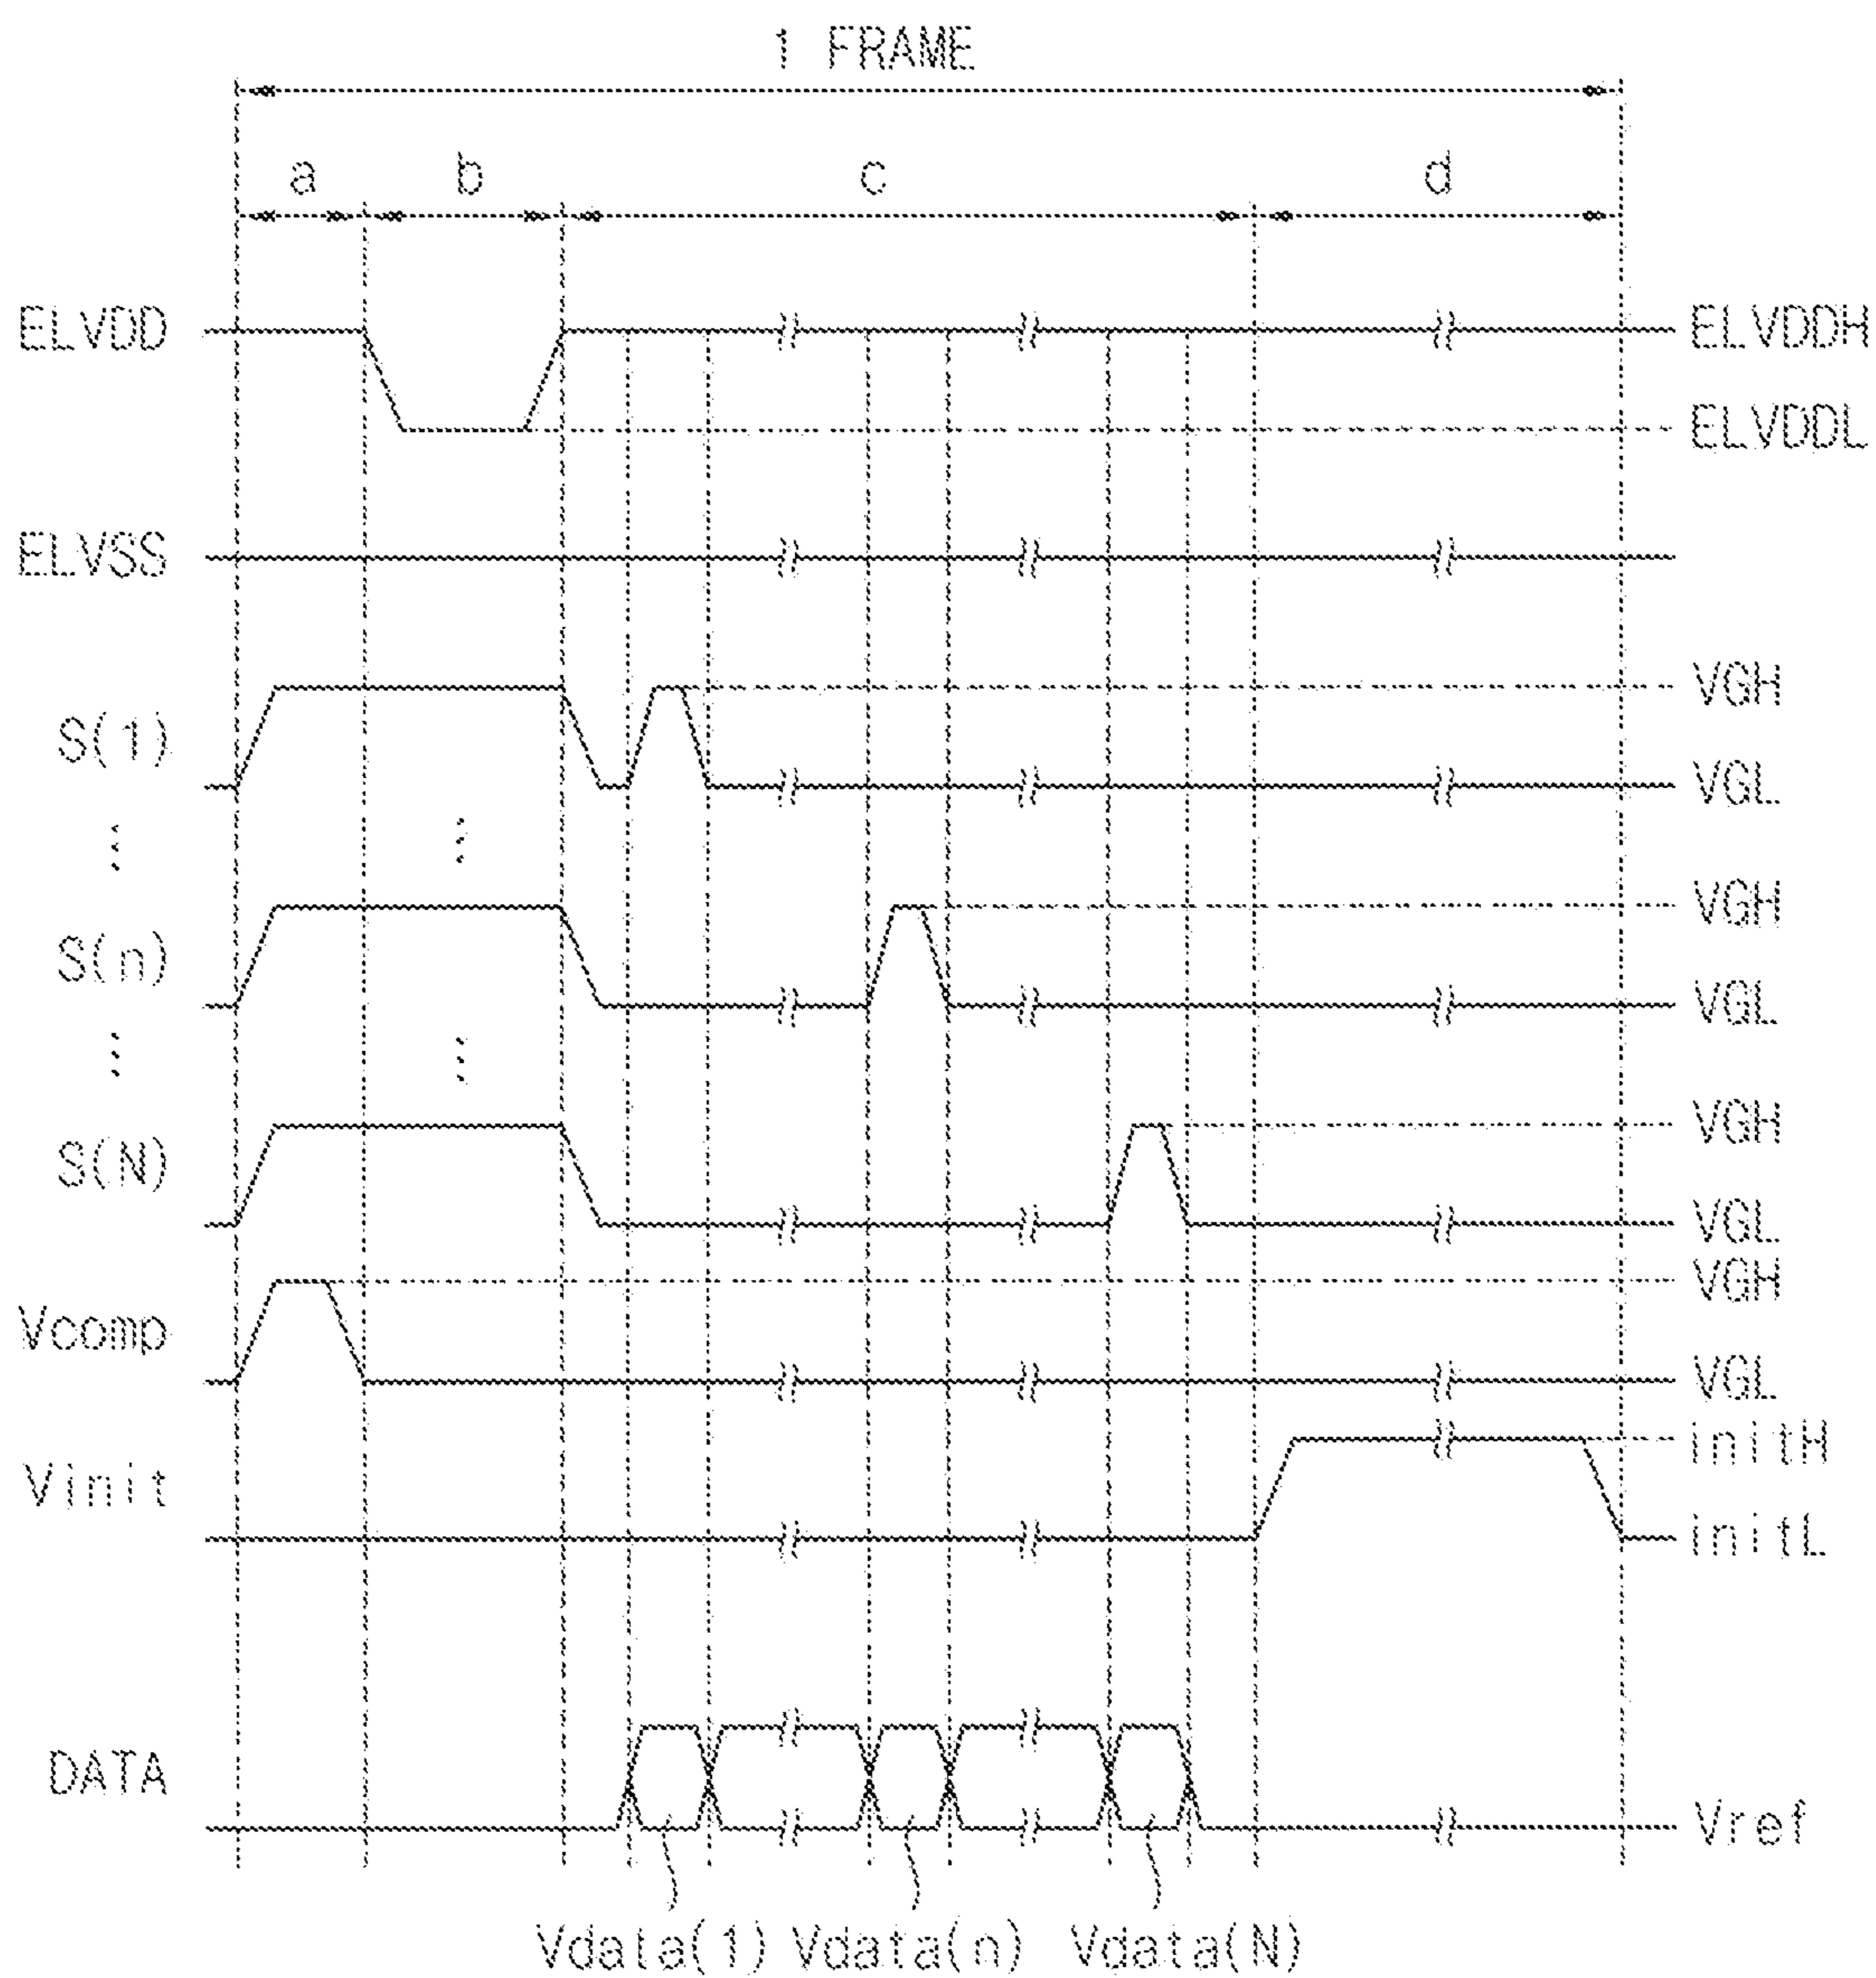 1 FRAME
a b c d
ELVDD ELVDDH
ELVDDL
ELVSS
VGH
S(1)
VGL
VGH
S(n)
VGL
VGH
S(N)
VGL
VGH
Vcomp
VGL
initH
Vinit
initL
DATA
Vref
Vdata(1) Vdata(n) Vdata(N)